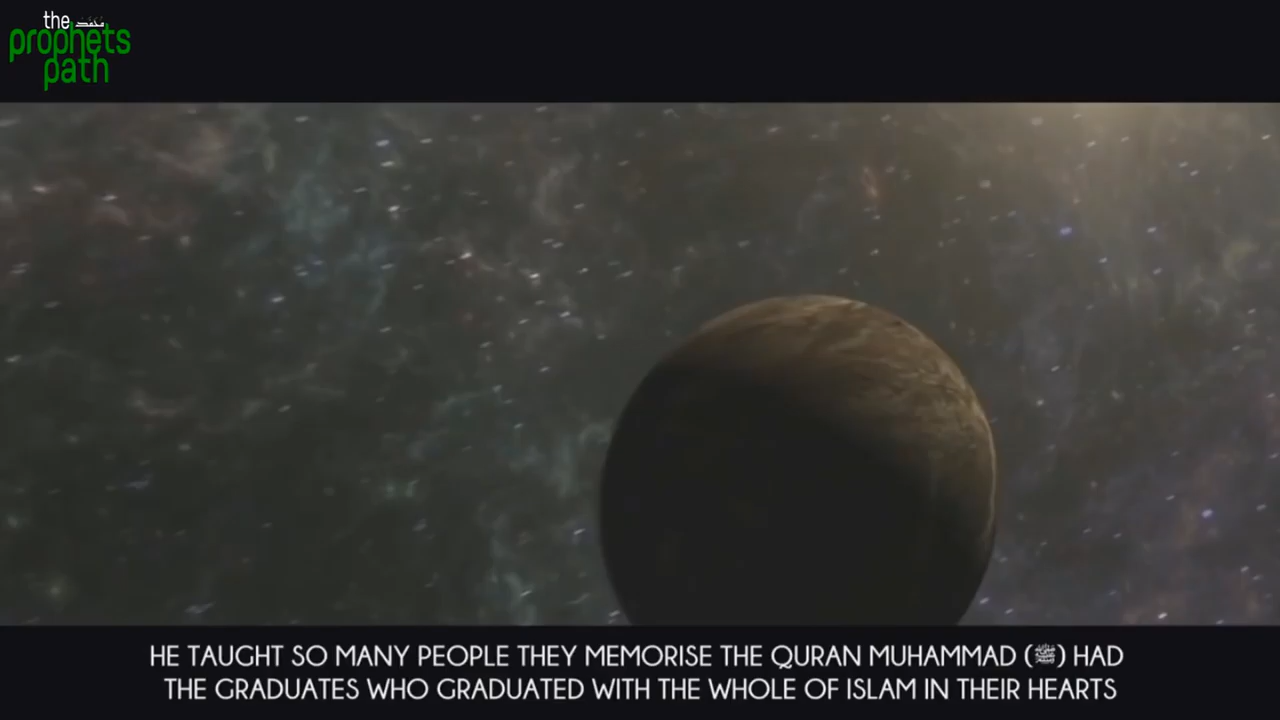 the محمد
prophets
path
HE TAUGHT SO MANY PEOPLE THEY MEMORISE THE QURAN MUHAMMAD (ﷺ) HAD
THE GRADUATES WHO GRADUATED WITH THE WHOLE OF ISLAM IN THEIR HEARTS